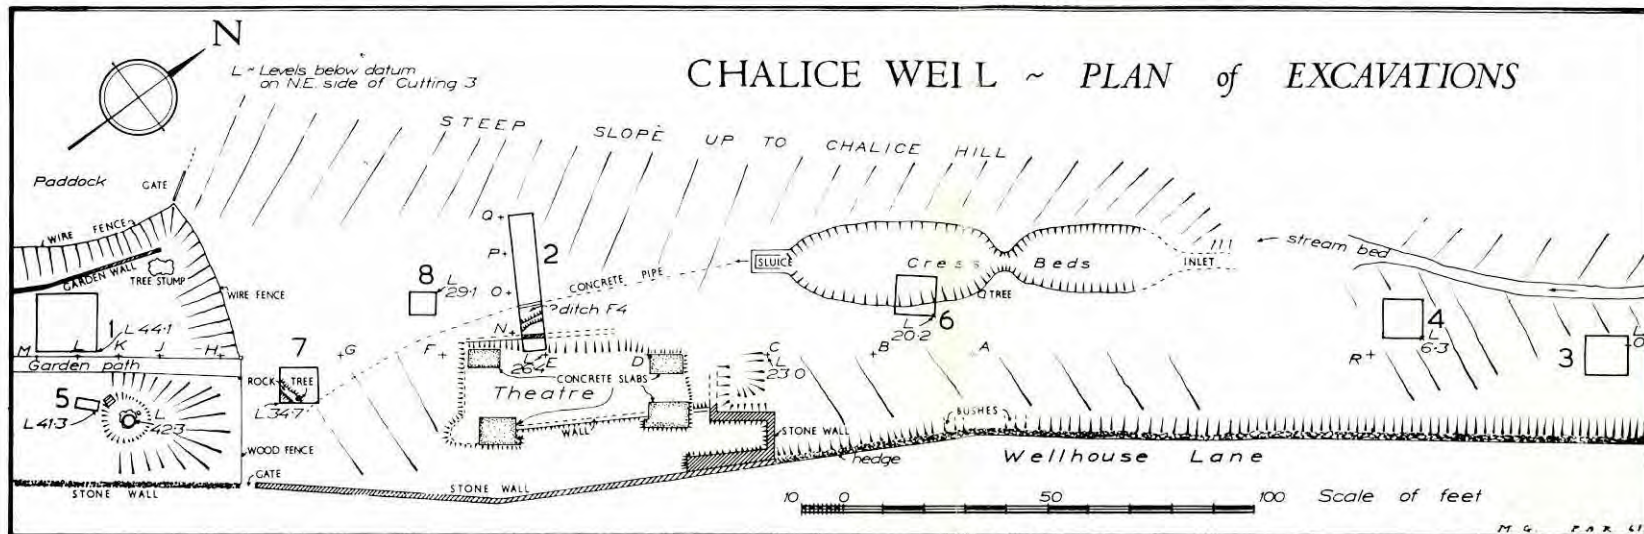 N
L ~ Levels below datum
on N.E. side of Cutting 3
CHALICE WELL ~ PLAN of EXCAVATIONS
STEEP SLOPE UP TO CHALICE HILL
Paddock
GATE
WIRE FENCE
GARDEN WALL
TREE STUMP
WIRE FENCE
1
L 44·1
M L K J H
Garden path
5
L 41·3
L
42·3
ROCK
TREE
7
L 34·7
WOOD FENCE
GATE
STONE WALL
8
L
29·1
G
F
Q
P
O
N
2
?ditch F4
L
26·4
E
D
CONCRETE PIPE
CONCRETE SLABS
Theatre
WALL
STONE WALL
C
L
23·0
STONE WALL
SLUICE
Cress Beds
INLET
TREE
6
L
20·2
B
A
stream bed
4
L
6·3
R
3
L
0
BUSHES
hedge
Wellhouse Lane
10 0 50 100 Scale of feet